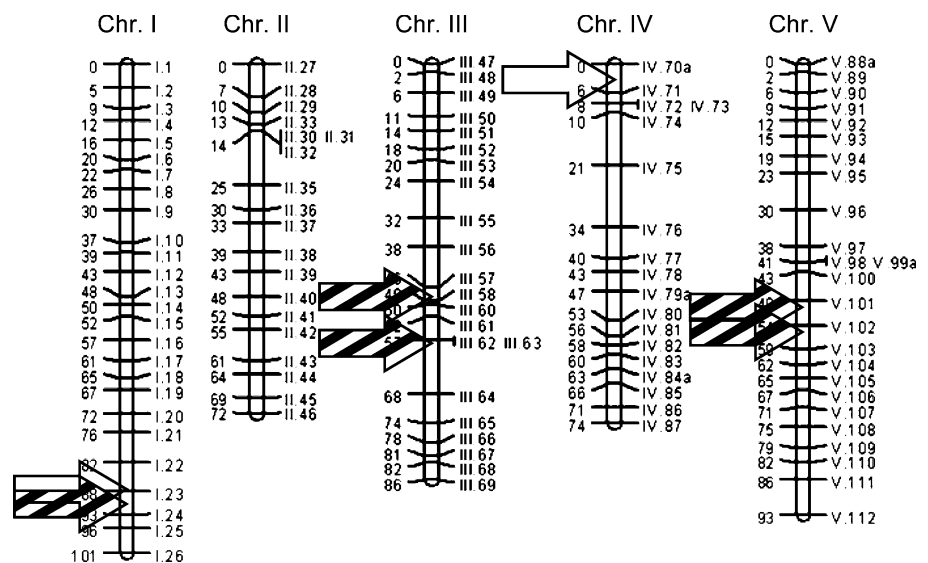 Chr. I
0 I.1
5 I.2
9 I.3
12 I.4
16 I.5
20 I.6
22 I.7
26 I.8
30 I.9
37 I.10
39 I.11
43 I.12
48 I.13
50 I.14
52 I.15
57 I.16
61 I.17
65 I.18
67 I.19
72 I.20
76 I.21
82 I.22
88 I.23
93 I.24
96 I.25
101 I.26
Chr. II
0 II.27
7 II.28
10 II.29
13 II.33
14 II.30 II.31
II.32
25 II.35
30 II.36
33 II.37
39 II.38
43 II.39
48 II.40
52 II.41
55 II.42
61 II.43
64 II.44
69 II.45
72 II.46
Chr. III
0 III 47
2 III 48
6 III 49
11 III 50
14 III 51
18 III 52
20 III 53
24 III 54
32 III 55
38 III 56
III 57
III 58
III 60
III 61
III 62 III 63
68 III 64
74 III 65
78 III 66
81 III 67
82 III 68
86 III 69
Chr. IV
0 IV.70a
6 IV.71
8 IV.72 IV.73
10 IV.74
21 IV.75
34 IV.76
40 IV.77
43 IV.78
47 IV.79a
53 IV.80
56 IV.81
58 IV.82
60 IV.83
63 IV.84a
66 IV.85
71 IV.86
74 IV.87
Chr. V
0 V.88a
2 V.89
6 V.90
9 V.91
12 V.92
15 V.93
19 V.94
23 V.95
30 V.96
38 V.97
41 V.98 V 99a
43 V.100
V.101
V.102
59 V.103
62 V.104
65 V.105
67 V.106
71 V.107
75 V.108
79 V.109
82 V.110
86 V.111
93 V.112